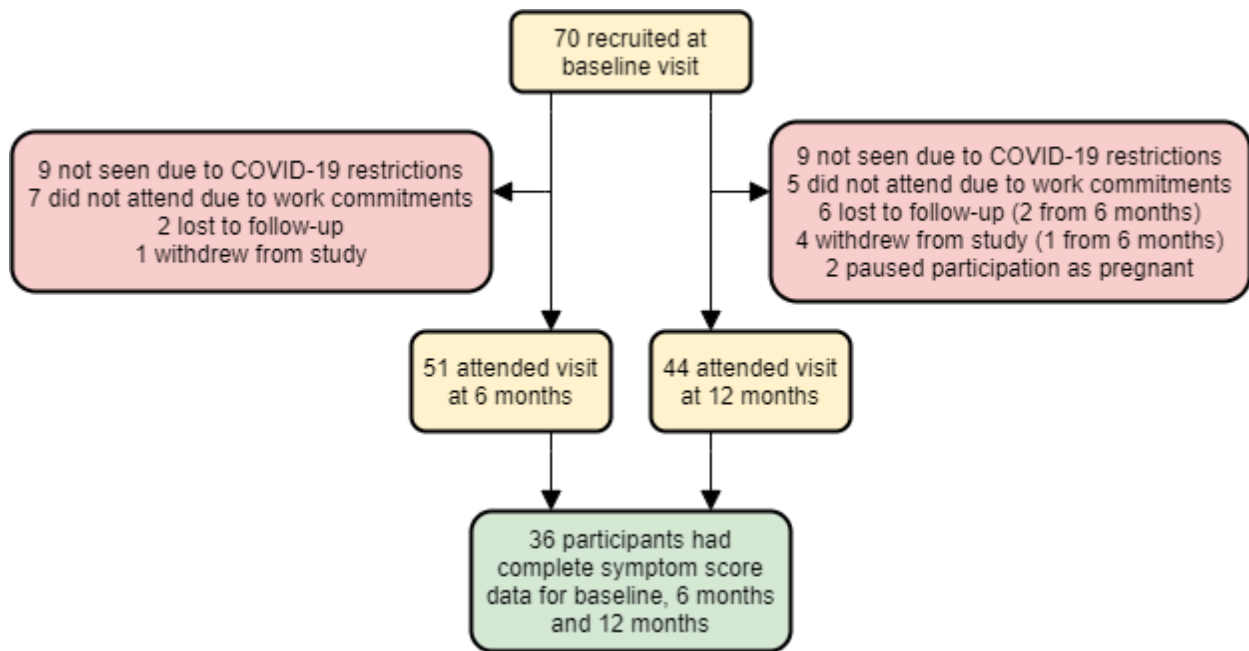 70 recruited at
baseline visit
9 not seen due to COVID-19 restrictions
7 did not attend due to work commitments
2 lost to follow-up
1 withdrew from study
9 not seen due to COVID-19 restrictions
5 did not attend due to work commitments
6 lost to follow-up (2 from 6 months)
4 withdrew from study (1 from 6 months)
2 paused participation as pregnant
51 attended visit
at 6 months
44 attended visit
at 12 months
36 participants had
complete symptom score
data for baseline, 6 months
and 12 months